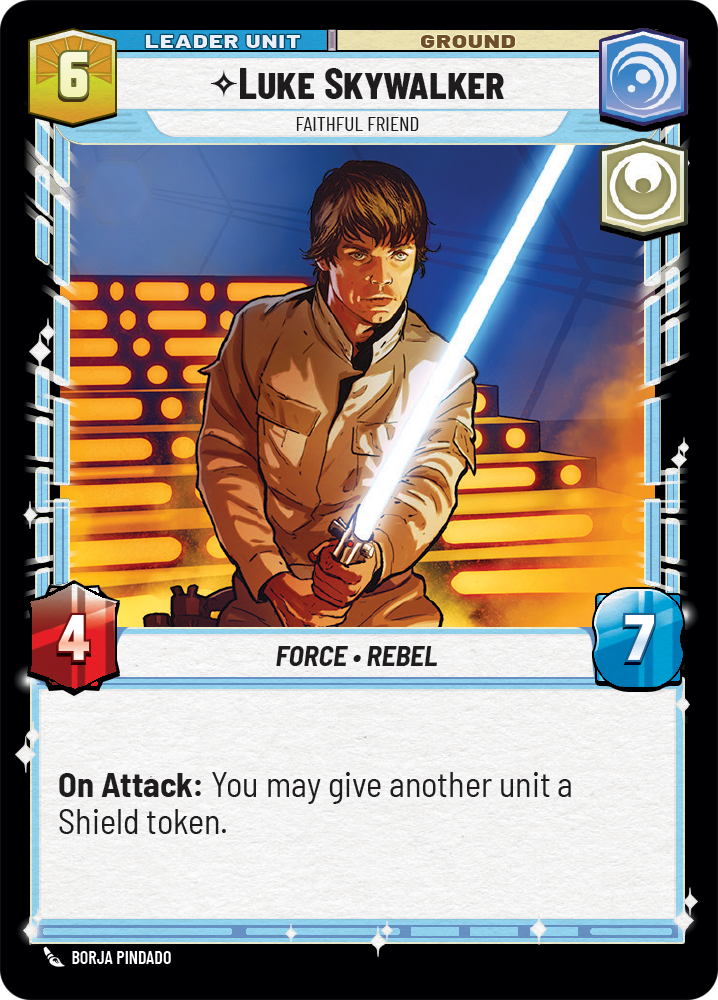 LEADER UNIT
GROUND
6
✧LUKE SKYWALKER
FAITHFUL FRIEND
4
FORCE • REBEL
7
On Attack: You may give another unit a
Shield token.
BORJA PINDADO